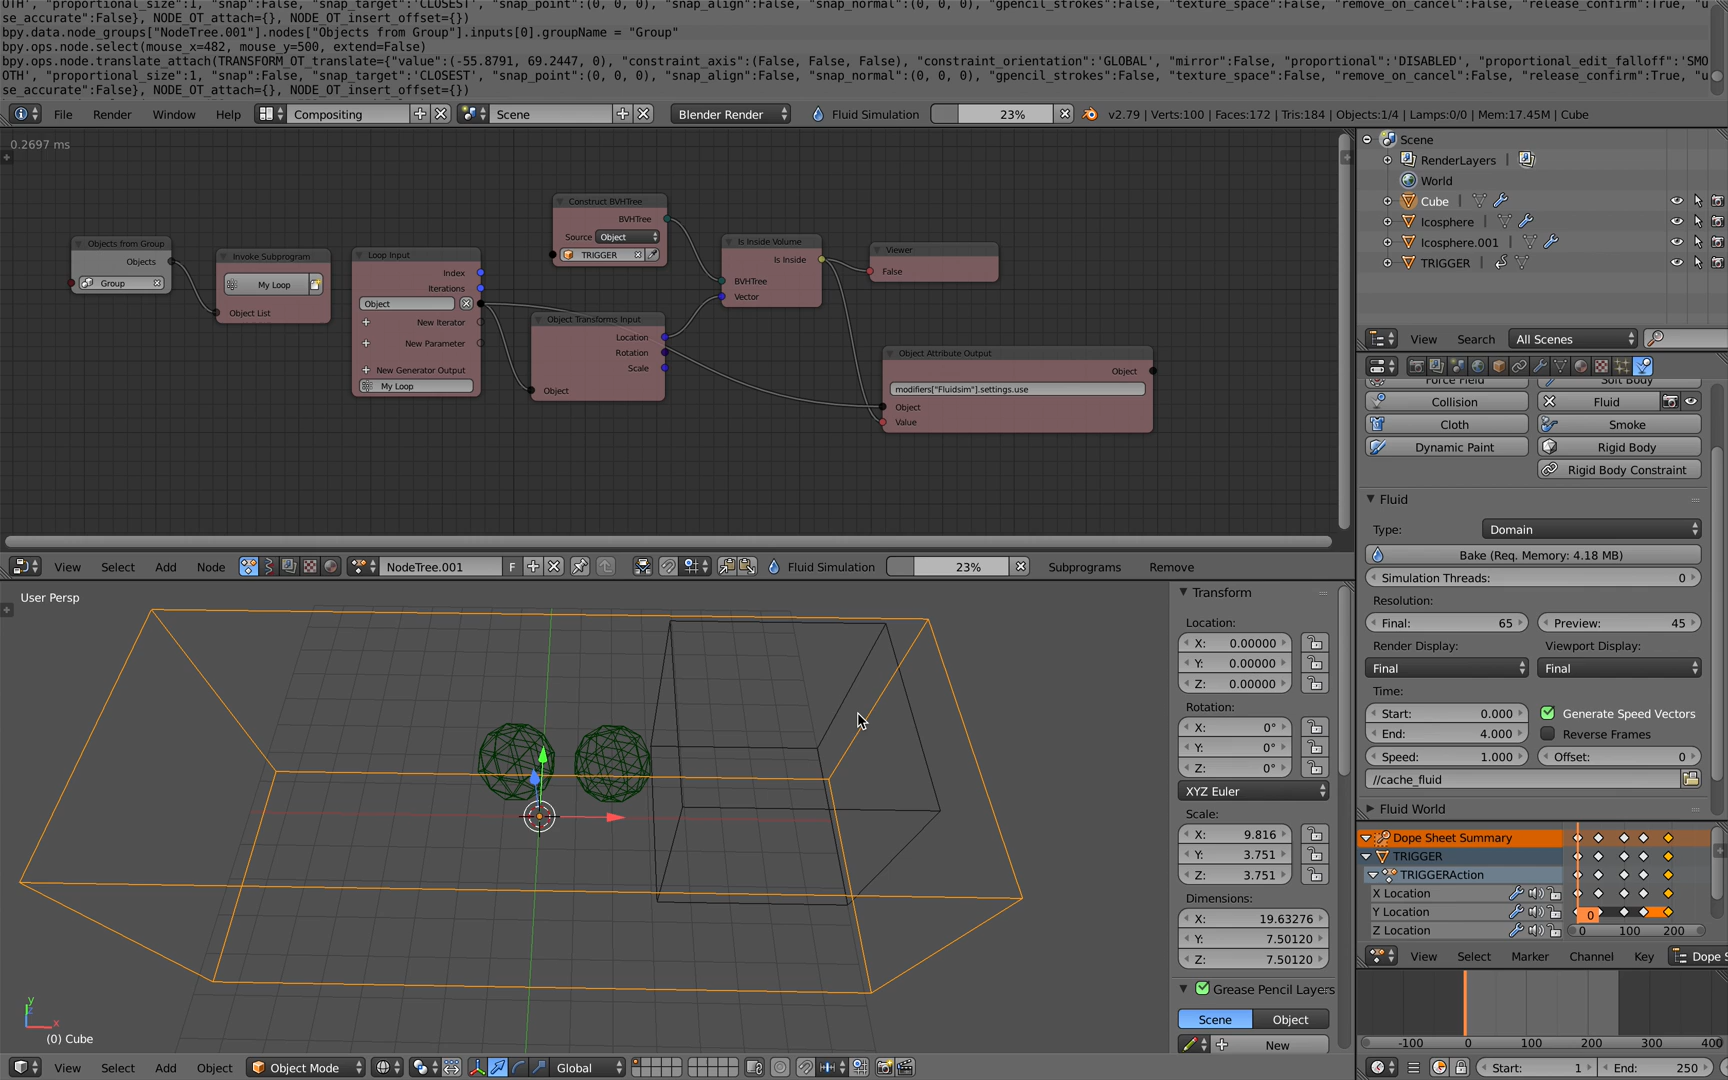 OTH", "proportional_size":1, "snap":False, "snap_target":'CLOSEST', "snap_point":(0, 0, 0), "snap_align":False, "snap_normal":(0, 0, 0), "gpencil_strokes":False, "texture_space":False, "remove_on_cancel":False, "release_confirm":True, "u
se_accurate":False}, NODE_OT_attach={}, NODE_OT_insert_offset={})
bpy.data.node_groups["NodeTree.001"].nodes["Objects from Group"].inputs[0].groupName = "Group"
bpy.ops.node.select(mouse_x=482, mouse_y=500, extend=False)
bpy.ops.node.translate_attach(TRANSFORM_OT_translate={"value":(-55.8791, 69.2447, 0), "constraint_axis":(False, False, False), "constraint_orientation":'GLOBAL', "mirror":False, "proportional":'DISABLED', "proportional_edit_falloff":'SMO
OTH", "proportional_size":1, "snap":False, "snap_target":'CLOSEST', "snap_point":(0, 0, 0), "snap_align":False, "snap_normal":(0, 0, 0), "gpencil_strokes":False, "texture_space":False, "remove_on_cancel":False, "release_confirm":True, "u
se_accurate":False}, NODE_OT_attach={}, NODE_OT_insert_offset={})
File Render Window Help Compositing Scene Blender Render Fluid Simulation 23% v2.79 | Verts:100 | Faces:172 | Tris:184 | Objects:1/4 | Lamps:0/0 | Mem:17.45M | Cube
0.2697 ms
Objects from Group
Objects
Group
Invoke Subprogram
My Loop
Object List
Loop Input
Index
Iterations
Object
New Iterator
New Parameter
New Generator Output
My Loop
Construct BVHTree
BVHTree
Source Object
TRIGGER
Object Transforms Input
Location
Rotation
Scale
Object
Is Inside Volume
Is Inside
BVHTree
Vector
Viewer
False
Object Attribute Output
Object
modifiers["Fluidsim"].settings.use
Object
Value
View Select Add Node NodeTree.001 F Fluid Simulation 23% Subprograms Remove
User Persp
(0) Cube
y
z
x
Transform
Location:
X: 0.00000
Y: 0.00000
Z: 0.00000
Rotation:
X: 0°
Y: 0°
Z: 0°
XYZ Euler
Scale:
X: 9.816
Y: 3.751
Z: 3.751
Dimensions:
X: 19.63276
Y: 7.50120
Z: 7.50120
Grease Pencil Layers
Scene Object
New
View Select Add Object Object Mode Global
Scene
RenderLayers
World
Cube
Icosphere
Icosphere.001
TRIGGER
View Search All Scenes
Force Field Soft Body
Collision Fluid
Cloth Smoke
Dynamic Paint Rigid Body
Rigid Body Constraint
Fluid
Type: Domain
Bake (Req. Memory: 4.18 MB)
Simulation Threads: 0
Resolution:
Final: 65 Preview: 45
Render Display: Viewport Display:
Final Final
Time:
Start: 0.000 Generate Speed Vectors
End: 4.000 Reverse Frames
Speed: 1.000 Offset: 0
//cache_fluid
Fluid World
Dope Sheet Summary
TRIGGER
TRIGGERAction
X Location
Y Location 0
Z Location 0 100 200
View Select Marker Channel Key Dope S
-100 0 100 200 300 400
Start: 1 End: 250